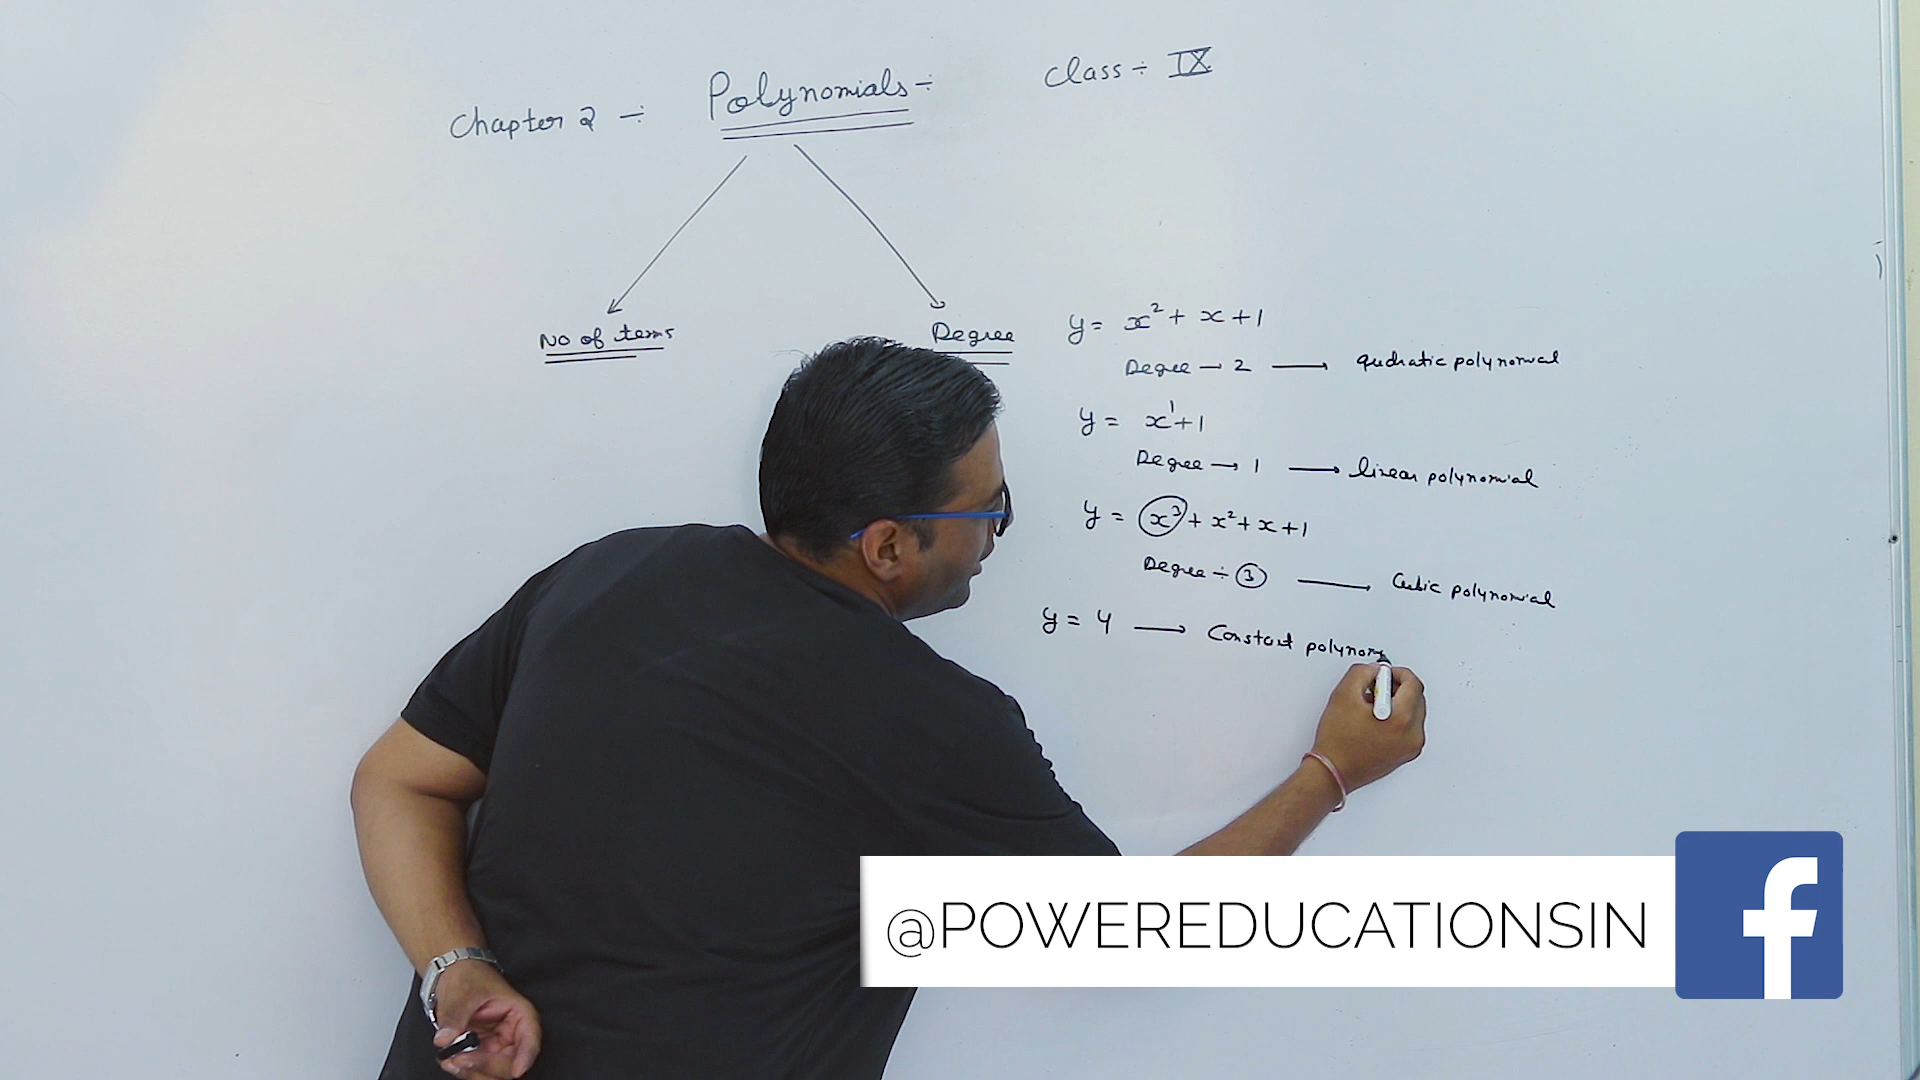 Chapter 2 ÷ Polynomials ÷ Class ÷ IX
No of terms
Degree
y = x² + x + 1
Degree → 2 → qudratic polynomial
y = x¹ + 1
Degree → 1 → linear polynomial
y = x³ + x² + x + 1
Degree ÷ 3 → Cubic polynomial
y = 4 → Constant polynom
@POWEREDUCATIONSIN
f